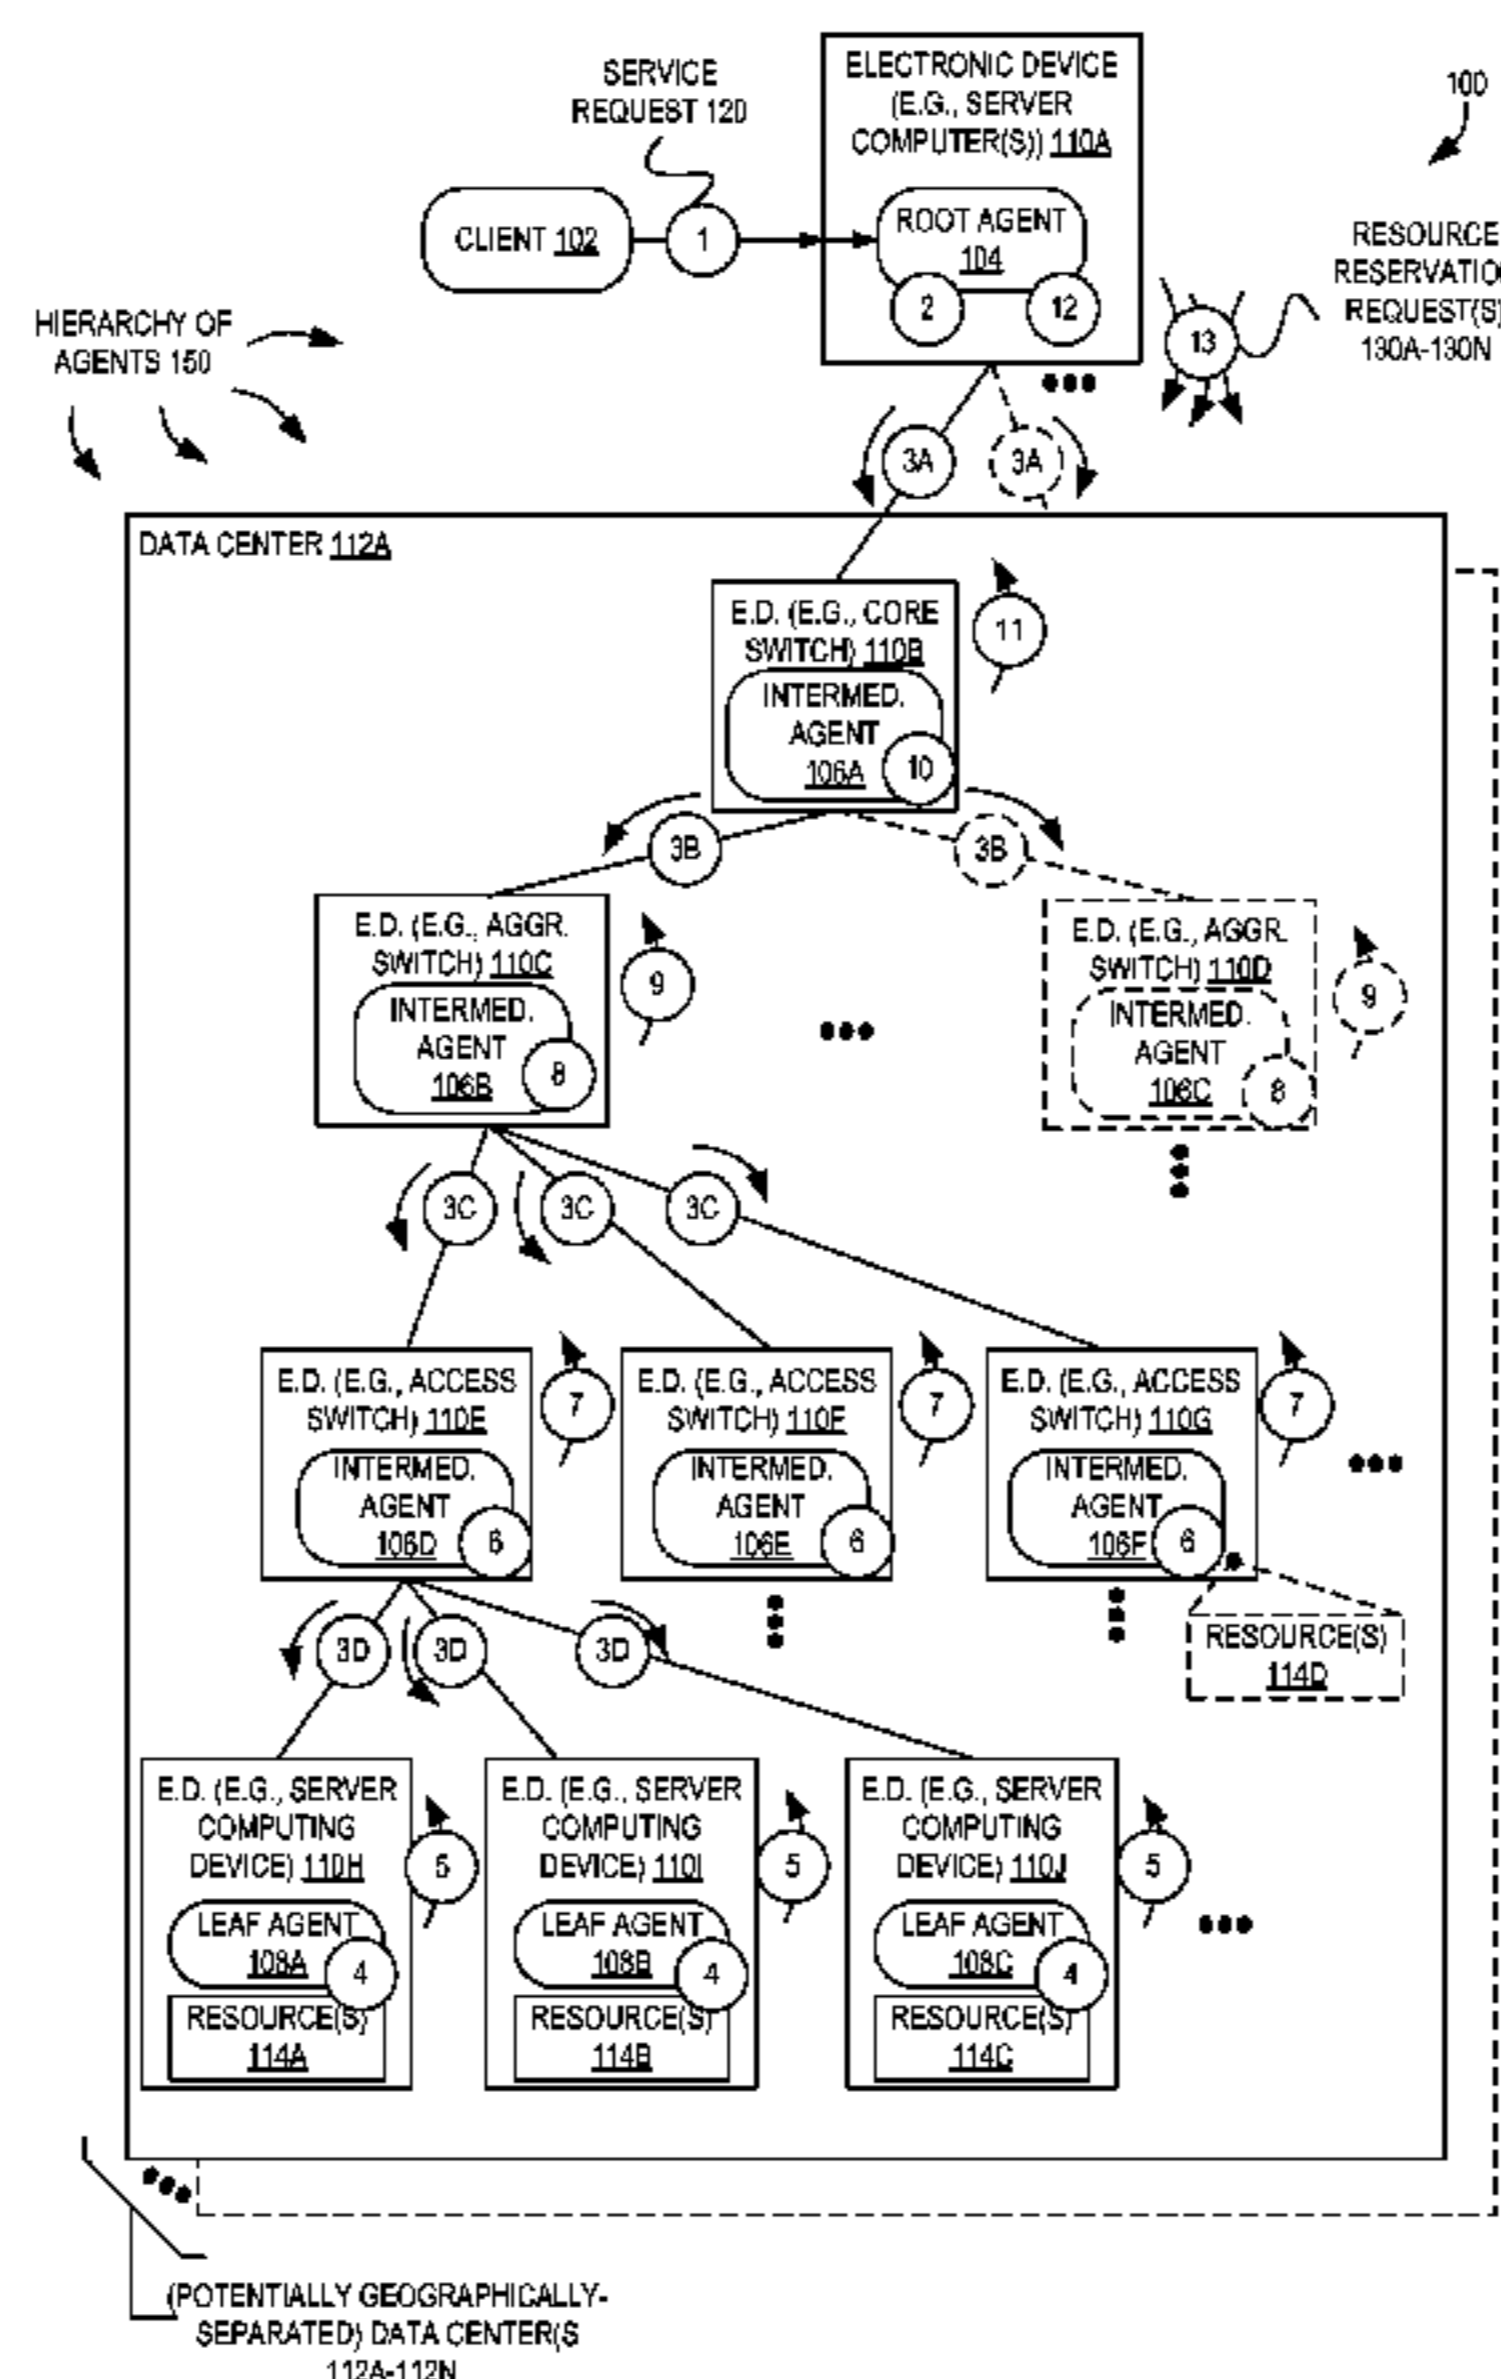 SERVICE
REQUEST 120
ELECTRONIC DEVICE
(E.G., SERVER
COMPUTER(S)) 110A
100
CLIENT 102
1
ROOT AGENT
104
2
12
RESOURCE
RESERVATIO
REQUEST(S)
130A-130N
13
HIERARCHY OF
AGENTS 150
3A
3A
DATA CENTER 112A
E.D. (E.G., CORE
SWITCH) 110B
INTERMED.
AGENT
106A
10
11
3B
3B
E.D. (E.G., AGGR.
SWITCH) 110C
INTERMED.
AGENT
106B
8
9
E.D. (E.G., AGGR.
SWITCH) 110D
INTERMED.
AGENT
106C
8
9
3C
3C
3C
E.D. (E.G., ACCESS
SWITCH) 110E
INTERMED.
AGENT
106D
6
7
E.D. (E.G., ACCESS
SWITCH) 110F
INTERMED.
AGENT
106E
6
7
E.D. (E.G., ACCESS
SWITCH) 110G
INTERMED.
AGENT
106F
6
7
RESOURCE(S)
114D
3D
3D
3D
E.D. (E.G., SERVER
COMPUTING
DEVICE) 110H
LEAF AGENT
108A
4
RESOURCE(S)
114A
5
E.D. (E.G., SERVER
COMPUTING
DEVICE) 110I
LEAF AGENT
108B
4
RESOURCE(S)
114B
5
E.D. (E.G., SERVER
COMPUTING
DEVICE) 110J
LEAF AGENT
108C
4
RESOURCE(S)
114C
5
(POTENTIALLY GEOGRAPHICALLY-
SEPARATED) DATA CENTER(S
112A-112N